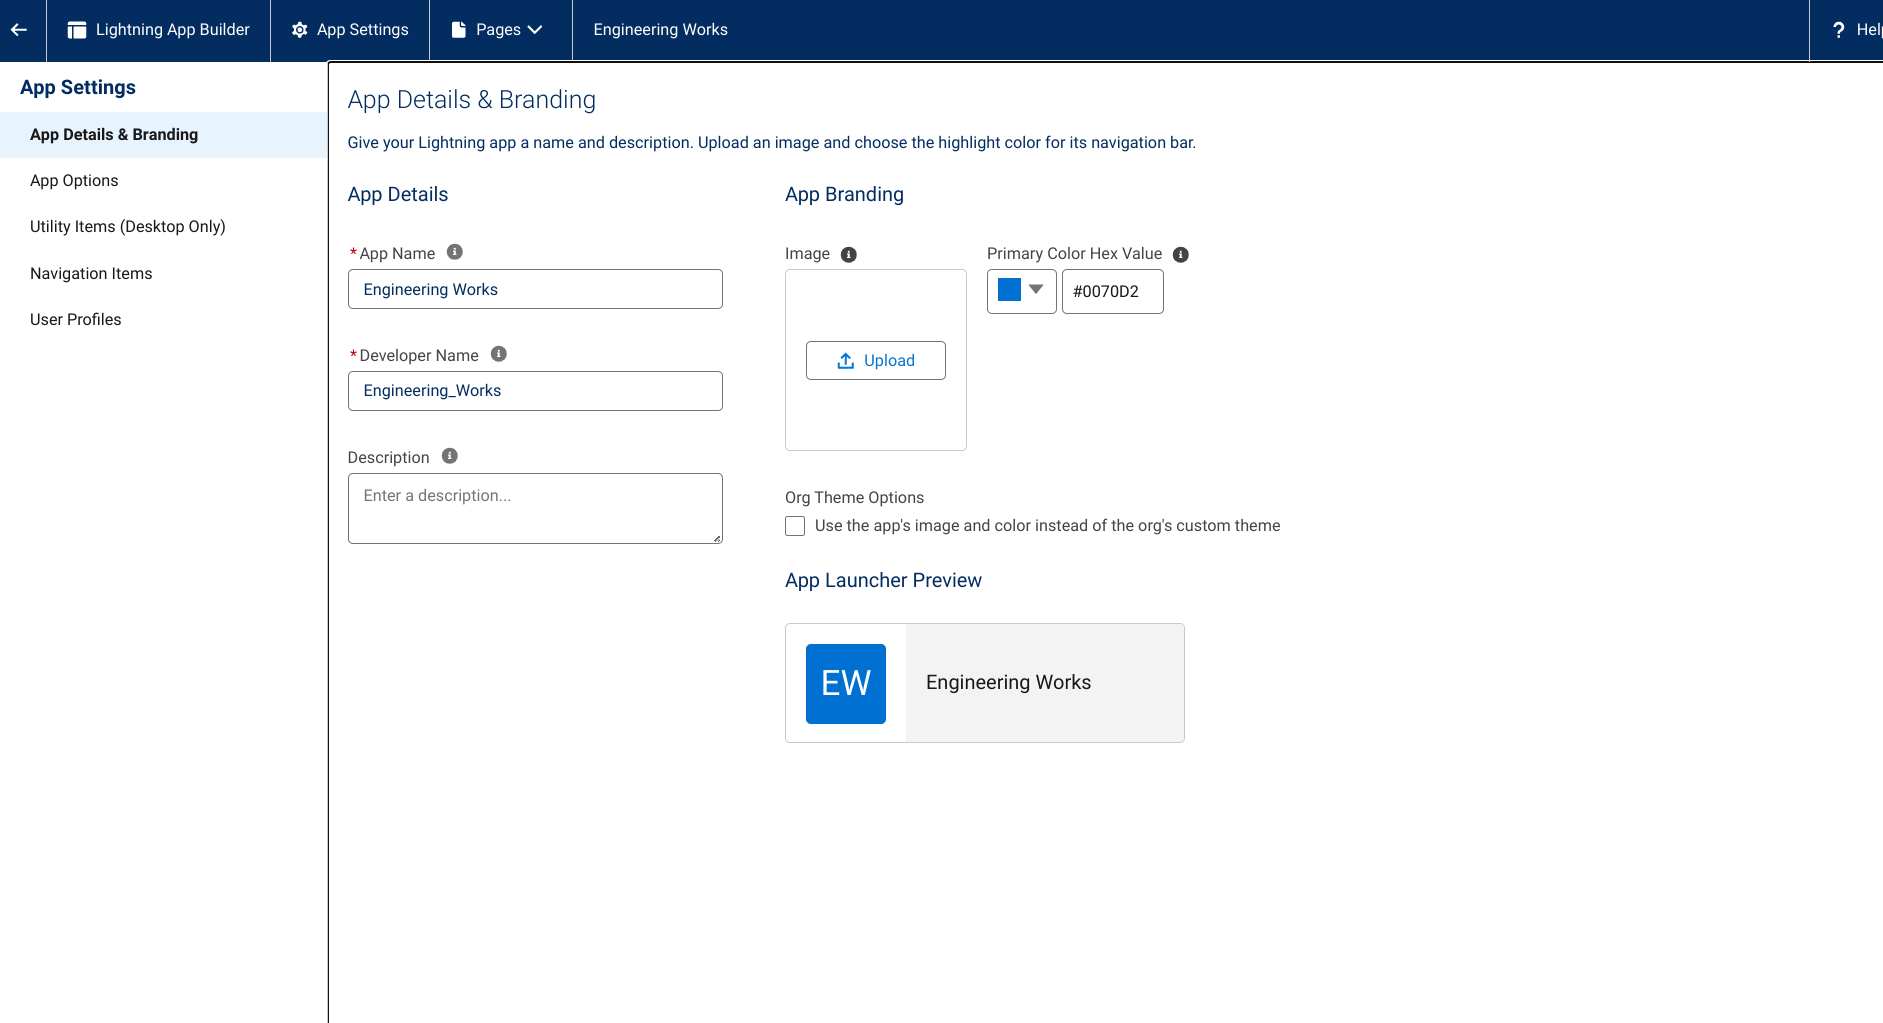 Lightning App Builder
App Settings
Pages
Engineering Works
? Help
App Settings
App Details & Branding
App Options
Utility Items (Desktop Only)
Navigation Items
User Profiles
App Details & Branding
Give your Lightning app a name and description. Upload an image and choose the highlight color for its navigation bar.
App Details
* App Name
Engineering Works
* Developer Name
Engineering_Works
Description
Enter a description...
App Branding
Image
Upload
Primary Color Hex Value
#0070D2
Org Theme Options
Use the app's image and color instead of the org's custom theme
App Launcher Preview
EW
Engineering Works